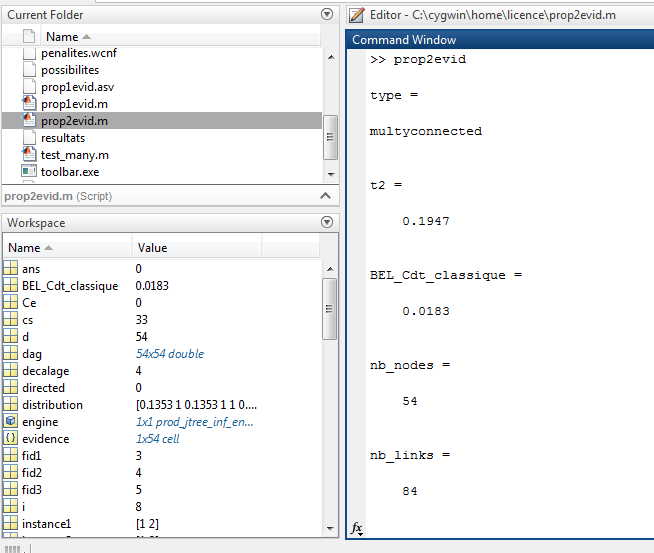 Current Folder
Name
penalites.wcnf
possibilites
prop1evid.asv
prop1evid.m
prop2evid.m
resultats
test_many.m
toolbar.exe
prop2evid.m (Script)
Workspace
Name Value
ans 0
BEL_Cdt_classique 0.0183
Ce 0
cs 33
d 54
dag 54x54 double
decalage 4
directed 0
distribution [0.1353 1 0.1353 1 1 0....
engine 1x1 prod_jtree_inf_en...
evidence 1x54 cell
fid1 3
fid2 4
fid3 5
i 8
instance1 [1 2]
Editor - C:\cygwin\home\licence\prop2evid.m
Command Window
>> prop2evid
type =
multyconnected
t2 =
0.1947
BEL_Cdt_classique =
0.0183
nb_nodes =
54
nb_links =
84
fx